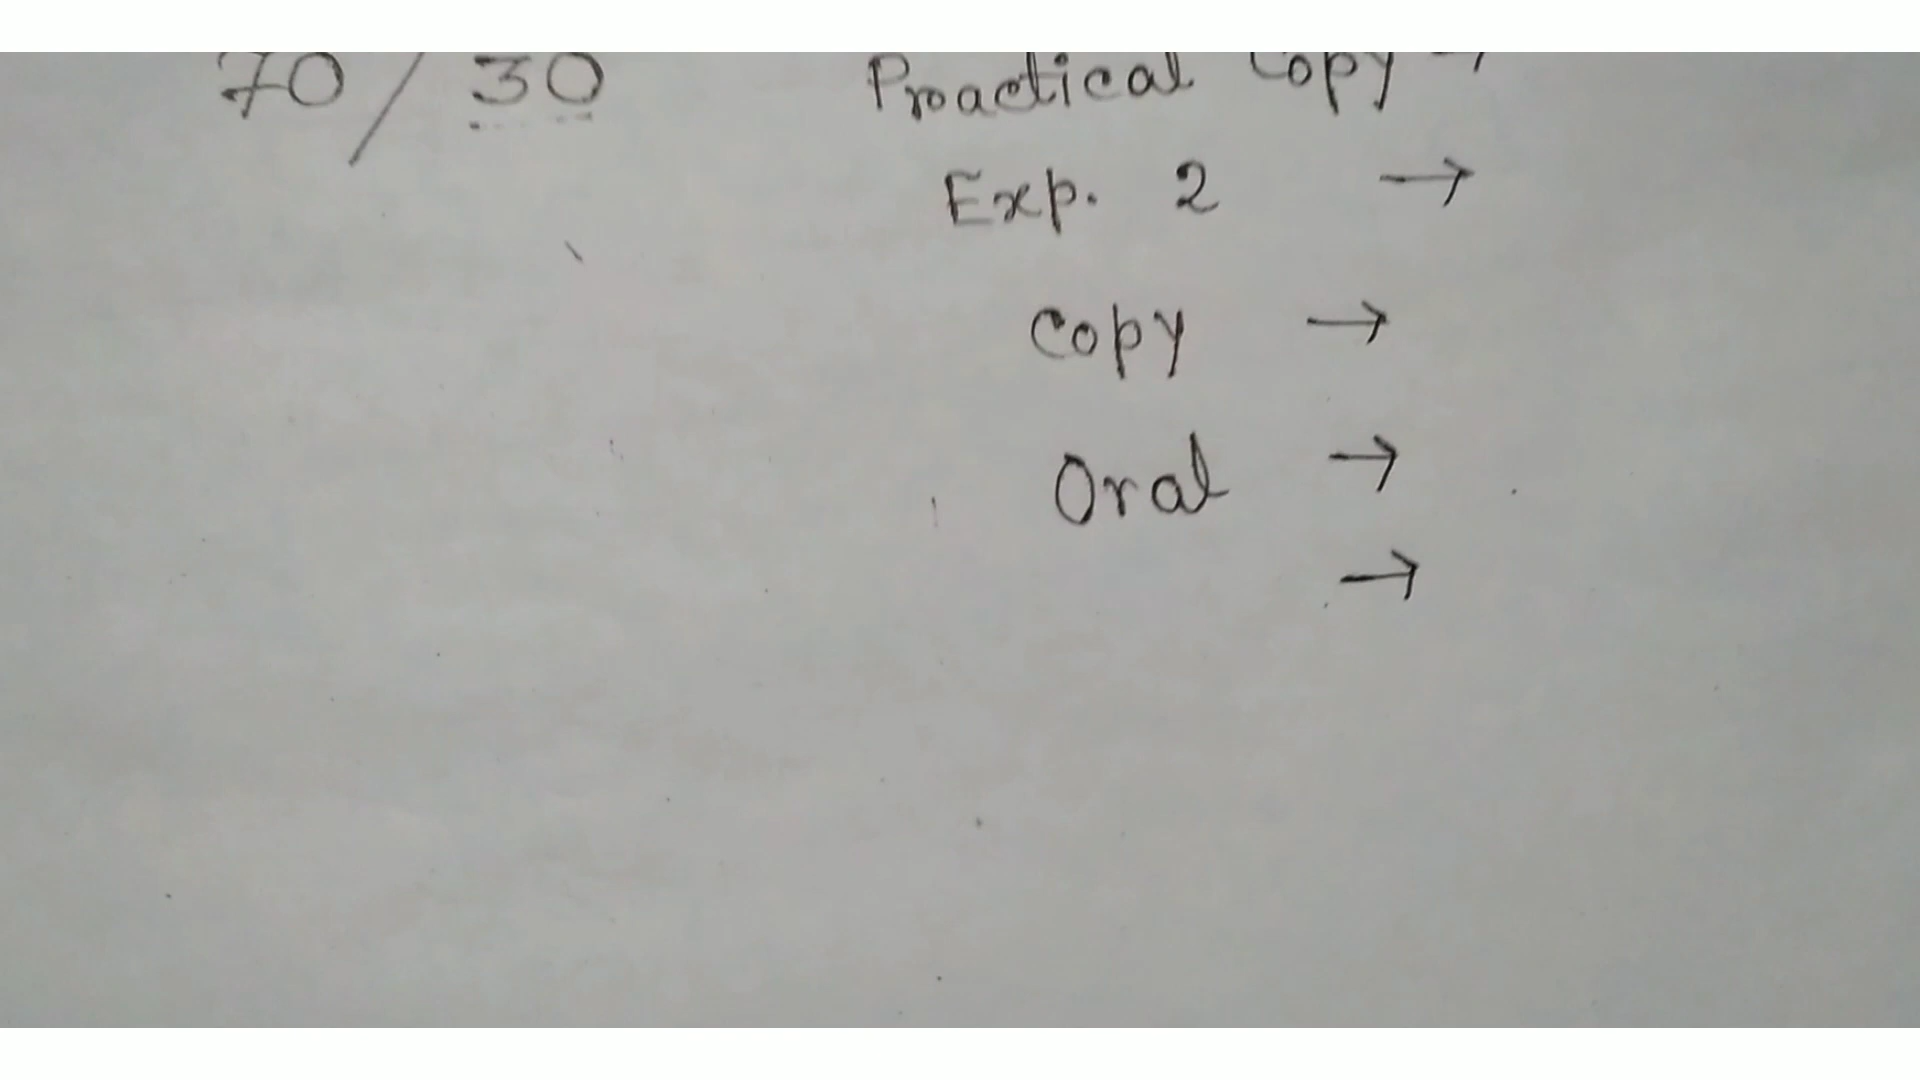 70/30 Practical Copy →
Exp. 2 →
Copy →
Oral →
→